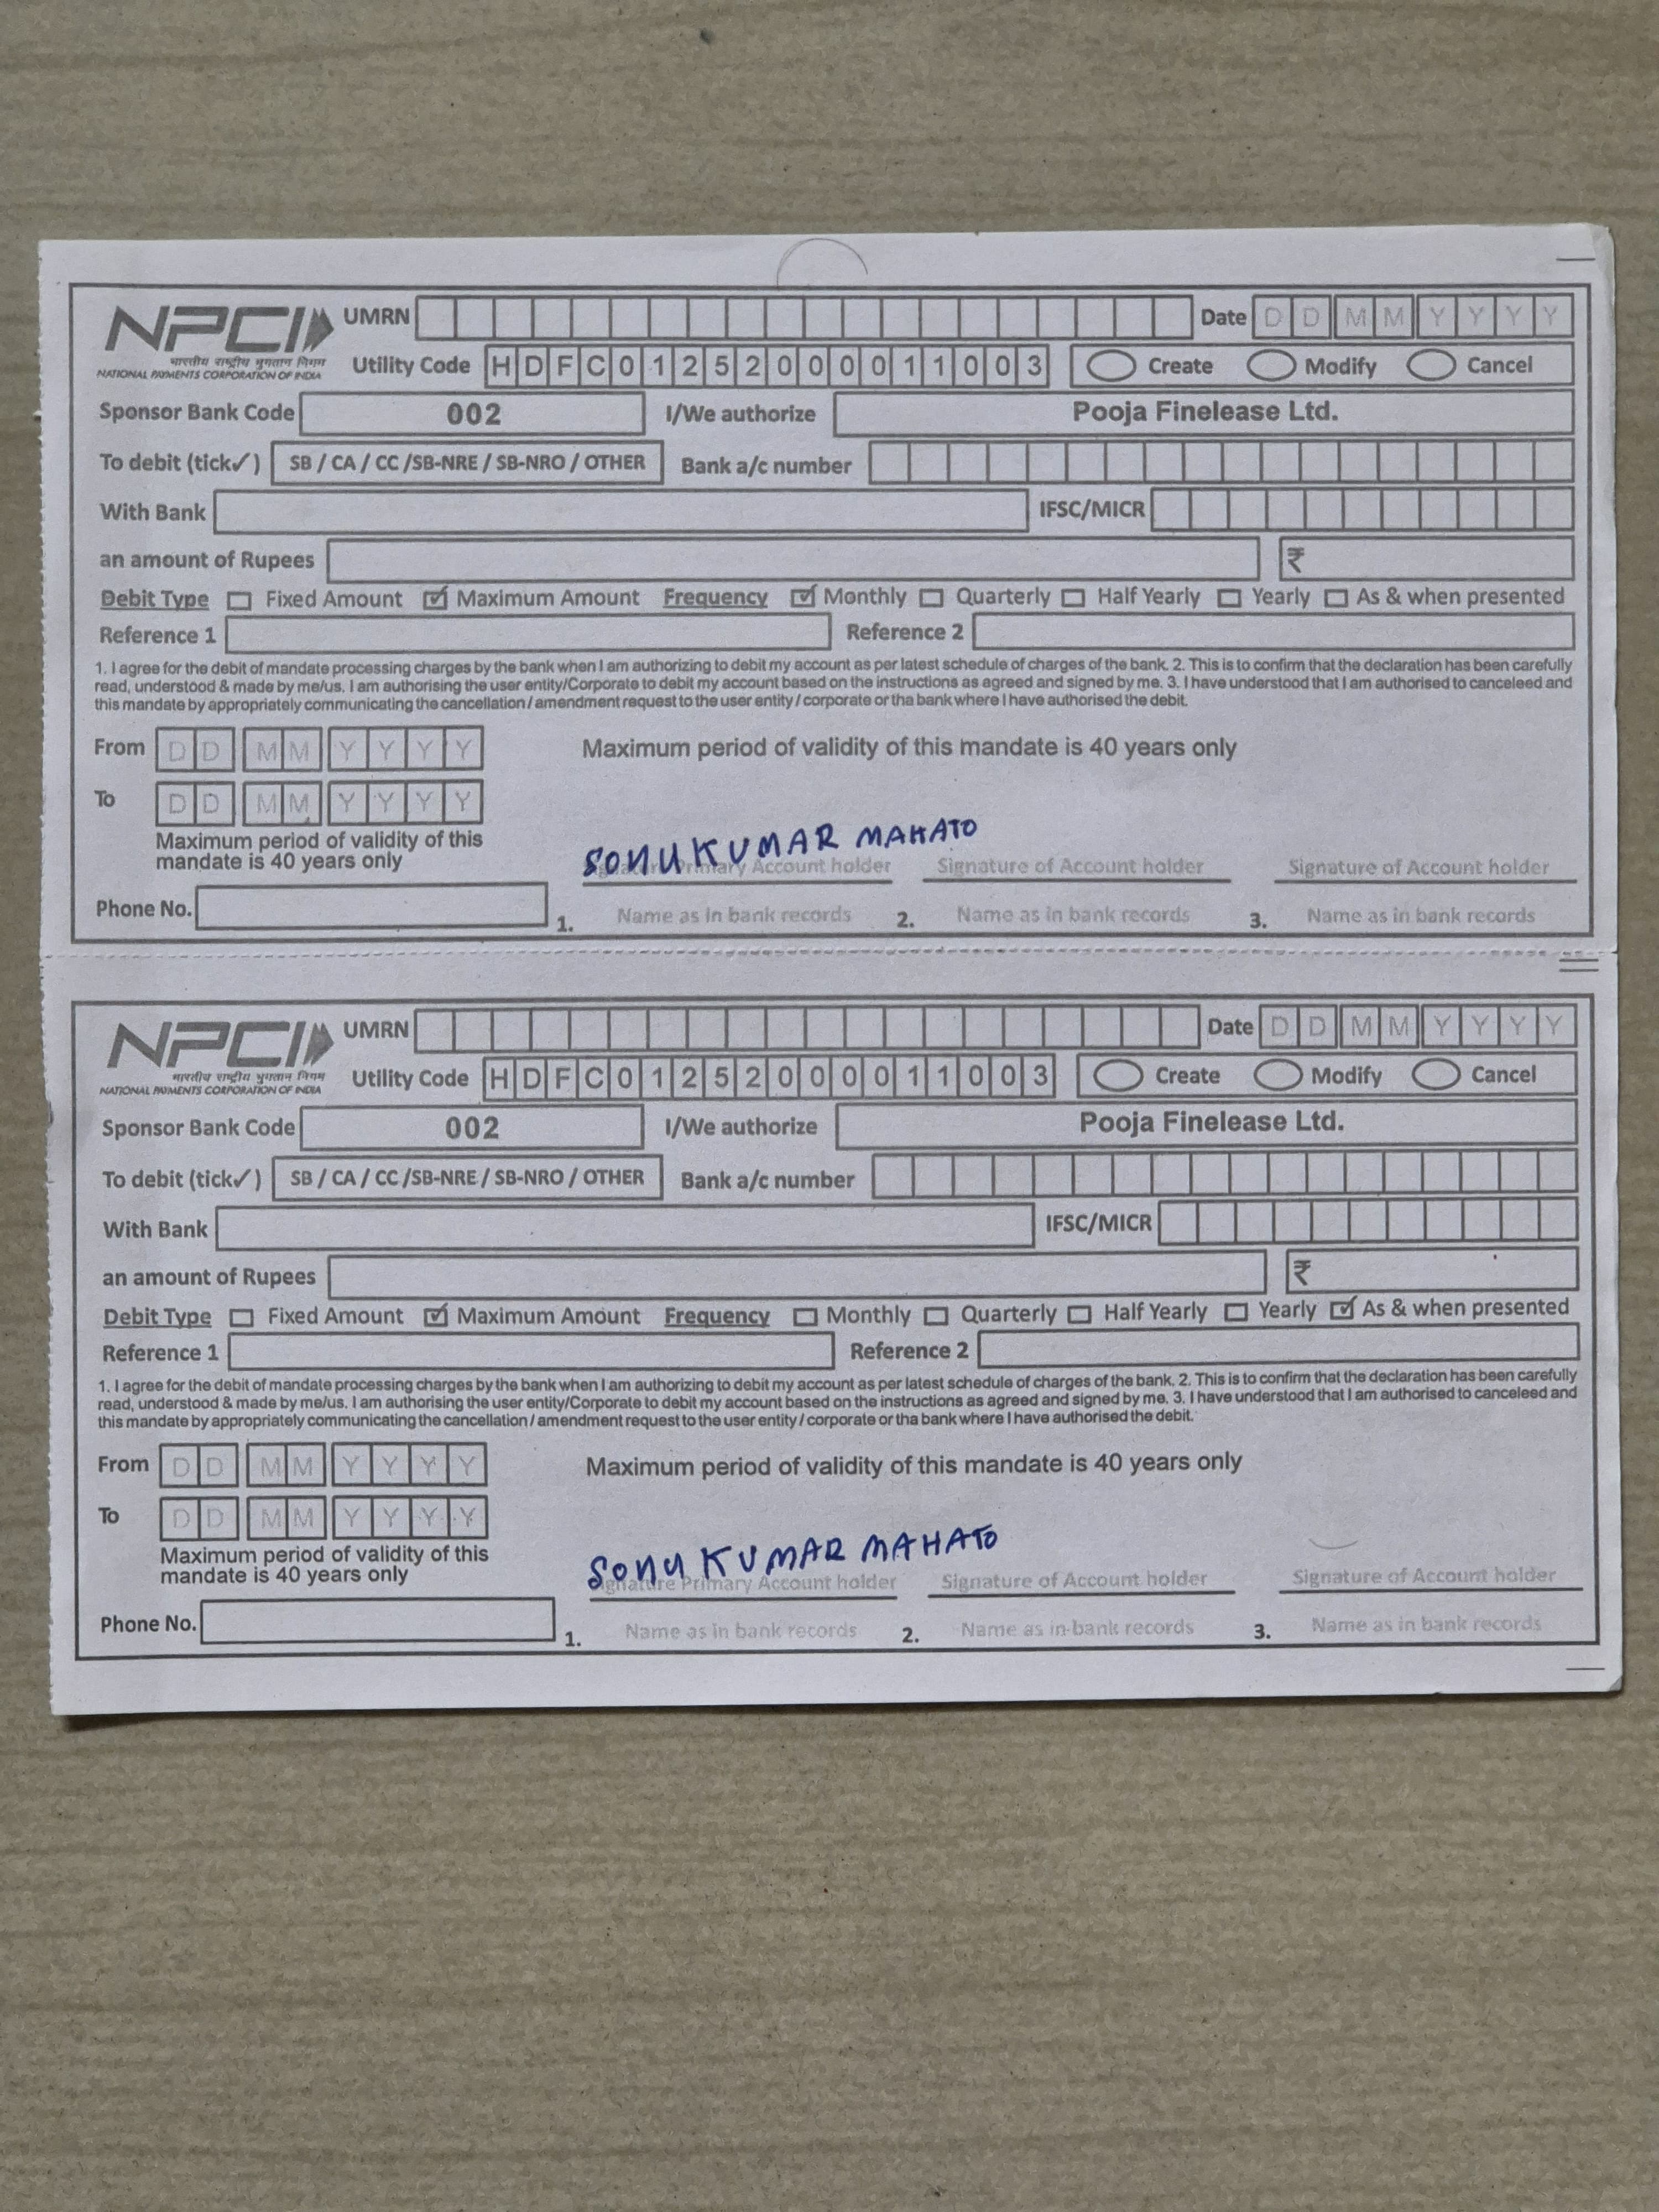 NPCI UMRN Date D D M M Y Y Y Y
भारतीय राष्ट्रीय भुगतान निगम
NATIONAL PAYMENTS CORPORATION OF INDIA Utility Code H D F C 0 1 2 5 2 0 0 0 0 1 1 0 0 3 Create Modify Cancel
Sponsor Bank Code 002 I/We authorize Pooja Finelease Ltd.
To debit (tick✓) SB / CA / CC /SB-NRE / SB-NRO / OTHER Bank a/c number
With Bank IFSC/MICR
an amount of Rupees ₹
Debit Type Fixed Amount Maximum Amount Frequency Monthly Quarterly Half Yearly Yearly As & when presented
Reference 1 Reference 2
1. I agree for the debit of mandate processing charges by the bank when I am authorizing to debit my account as per latest schedule of charges of the bank. 2. This is to confirm that the declaration has been carefully
read, understood & made by me/us. I am authorising the user entity/Corporate to debit my account based on the instructions as agreed and signed by me. 3. I have understood that I am authorised to canceleed and
this mandate by appropriately communicating the cancellation / amendment request to the user entity / corporate or tha bank where I have authorised the debit.
From D D M M Y Y Y Y Maximum period of validity of this mandate is 40 years only
To D D M M Y Y Y Y
Maximum period of validity of this
mandate is 40 years only
SONU KUMAR MAHATO
Signature Primary Account holder Signature of Account holder Signature of Account holder
Phone No. 1. Name as in bank records 2. Name as in bank records 3. Name as in bank records
NPCI UMRN Date D D M M Y Y Y Y
भारतीय राष्ट्रीय भुगतान निगम
NATIONAL PAYMENTS CORPORATION OF INDIA Utility Code H D F C 0 1 2 5 2 0 0 0 0 1 1 0 0 3 Create Modify Cancel
Sponsor Bank Code 002 I/We authorize Pooja Finelease Ltd.
To debit (tick✓) SB / CA / CC /SB-NRE / SB-NRO / OTHER Bank a/c number
With Bank IFSC/MICR
an amount of Rupees ₹
Debit Type Fixed Amount Maximum Amount Frequency Monthly Quarterly Half Yearly Yearly As & when presented
Reference 1 Reference 2
1. I agree for the debit of mandate processing charges by the bank when I am authorizing to debit my account as per latest schedule of charges of the bank. 2. This is to confirm that the declaration has been carefully
read, understood & made by me/us. I am authorising the user entity/Corporate to debit my account based on the instructions as agreed and signed by me. 3. I have understood that I am authorised to canceleed and
this mandate by appropriately communicating the cancellation / amendment request to the user entity / corporate or tha bank where I have authorised the debit.
From D D M M Y Y Y Y Maximum period of validity of this mandate is 40 years only
To D D M M Y Y Y Y
Maximum period of validity of this
mandate is 40 years only
SONU KUMAR MAHATO
Signature Primary Account holder Signature of Account holder Signature of Account holder
Phone No. 1. Name as in bank records 2. Name as in bank records 3. Name as in bank records